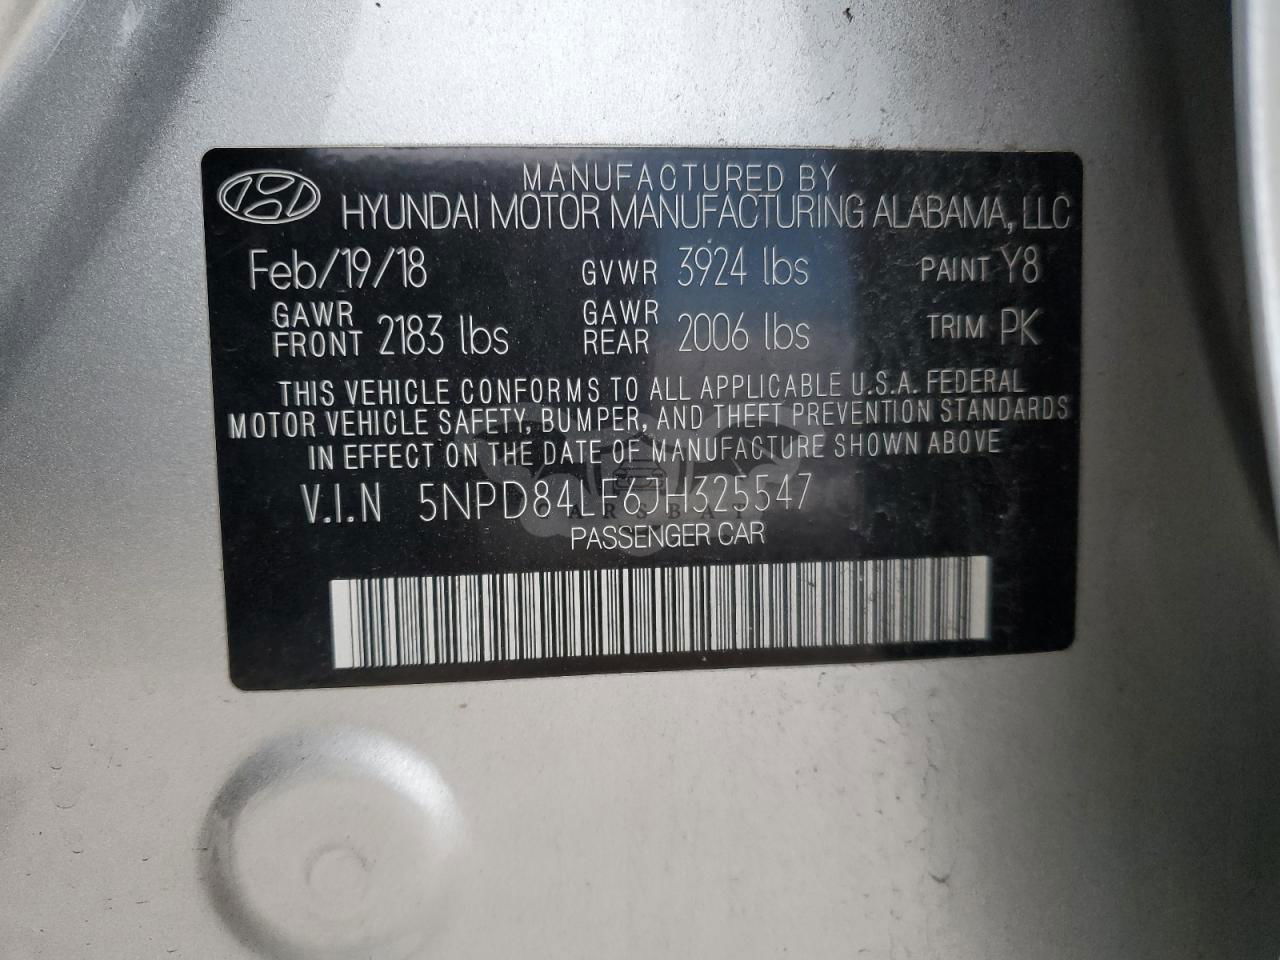 MANUFACTURED BY
HYUNDAI MOTOR MANUFACTURING ALABAMA, LLC
Feb/19/18 GVWR 3924 lbs PAINT Y8
GAWR FRONT 2183 lbs GAWR REAR 2006 lbs TRIM PK
THIS VEHICLE CONFORMS TO ALL APPLICABLE U.S.A. FEDERAL
MOTOR VEHICLE SAFETY, BUMPER, AND THEFT PREVENTION STANDARDS
IN EFFECT ON THE DATE OF MANUFACTURE SHOWN ABOVE
V.I.N 5NPD84LF6JH325547
PASSENGER CAR